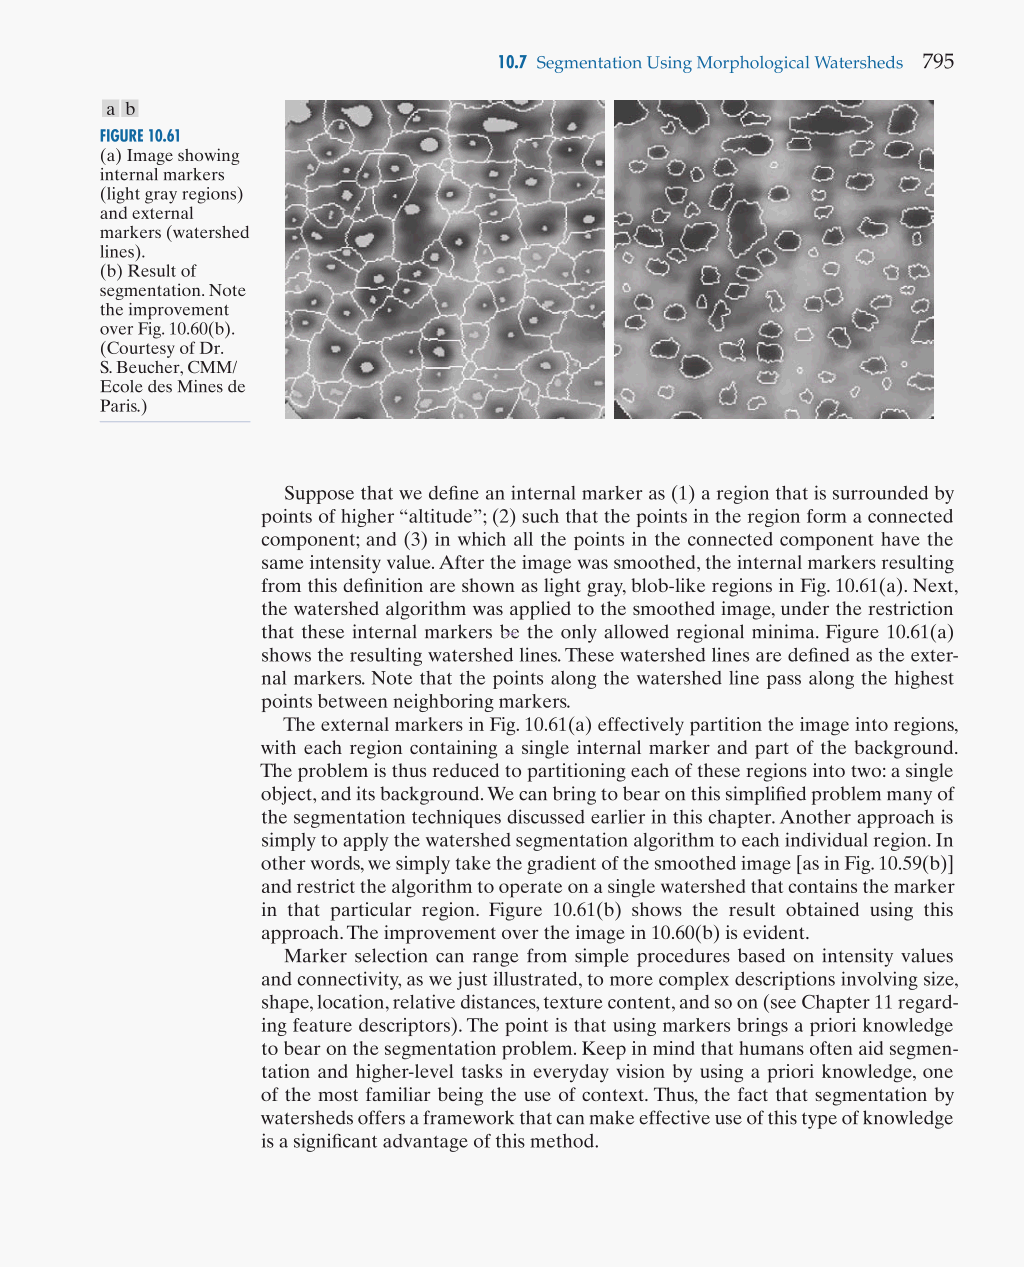 10.7 Segmentation Using Morphological Watersheds 795
a b
FIGURE 10.61
(a) Image showing
internal markers
(light gray regions)
and external
markers (watershed
lines).
(b) Result of
segmentation. Note
the improvement
over Fig. 10.60(b).
(Courtesy of Dr.
S. Beucher, CMM/
Ecole des Mines de
Paris.)
Suppose that we define an internal marker as (1) a region that is surrounded by
points of higher “altitude”; (2) such that the points in the region form a connected
component; and (3) in which all the points in the connected component have the
same intensity value. After the image was smoothed, the internal markers resulting
from this definition are shown as light gray, blob-like regions in Fig. 10.61(a). Next,
the watershed algorithm was applied to the smoothed image, under the restriction
that these internal markers be the only allowed regional minima. Figure 10.61(a)
shows the resulting watershed lines. These watershed lines are defined as the exter-
nal markers. Note that the points along the watershed line pass along the highest
points between neighboring markers.
The external markers in Fig. 10.61(a) effectively partition the image into regions,
with each region containing a single internal marker and part of the background.
The problem is thus reduced to partitioning each of these regions into two: a single
object, and its background. We can bring to bear on this simplified problem many of
the segmentation techniques discussed earlier in this chapter. Another approach is
simply to apply the watershed segmentation algorithm to each individual region. In
other words, we simply take the gradient of the smoothed image [as in Fig. 10.59(b)]
and restrict the algorithm to operate on a single watershed that contains the marker
in that particular region. Figure 10.61(b) shows the result obtained using this
approach. The improvement over the image in 10.60(b) is evident.
Marker selection can range from simple procedures based on intensity values
and connectivity, as we just illustrated, to more complex descriptions involving size,
shape, location, relative distances, texture content, and so on (see Chapter 11 regard-
ing feature descriptors). The point is that using markers brings a priori knowledge
to bear on the segmentation problem. Keep in mind that humans often aid segmen-
tation and higher-level tasks in everyday vision by using a priori knowledge, one
of the most familiar being the use of context. Thus, the fact that segmentation by
watersheds offers a framework that can make effective use of this type of knowledge
is a significant advantage of this method.